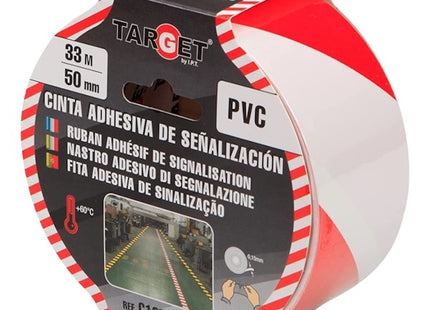 TARGET
by I.P.T.
33 M
50 mm
PVC
CINTA ADHESIVA DE SEÑALIZACIÓN
RUBAN ADHÉSIF DE SIGNALISATION
NASTRO ADESIVO DI SEGNALAZIONE
FITA ADESIVA DE SINALIZAÇÃO
+60°C
0,15mm
REF.